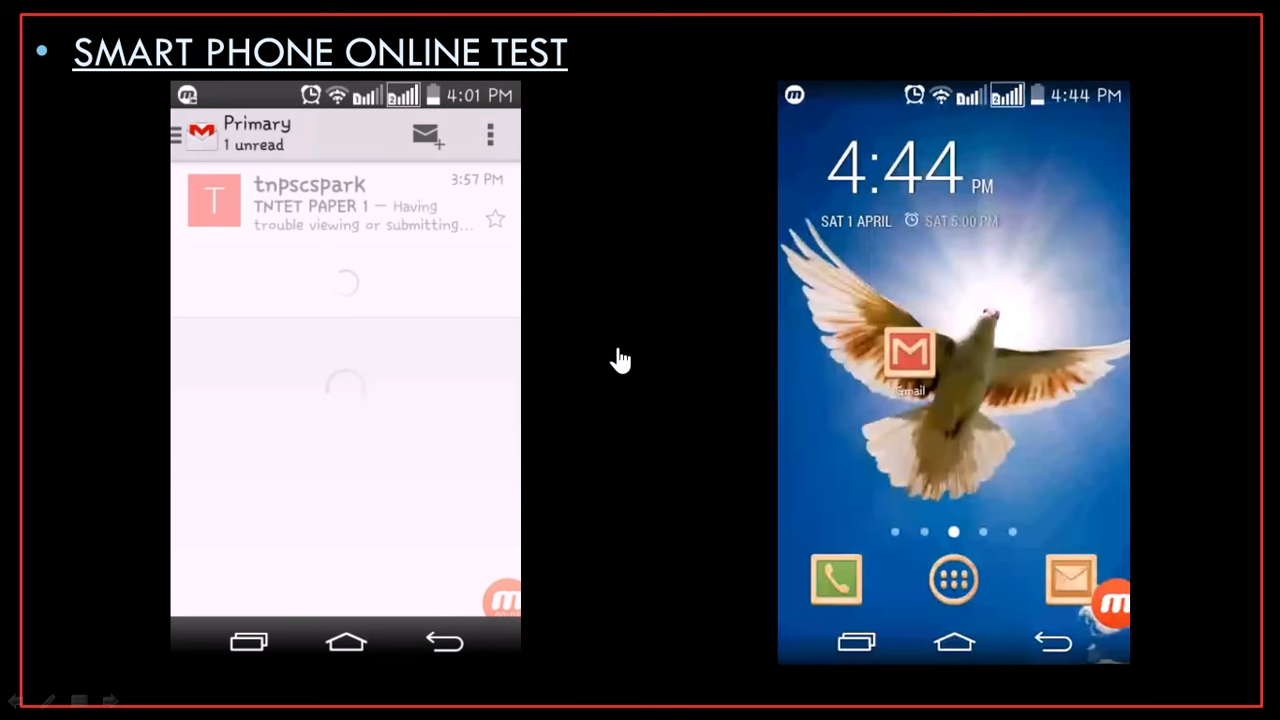 SMART PHONE ONLINE TEST
4:01 PM
Primary
1 unread
T
tnpscspark
3:57 PM
TNTET PAPER 1 — Having
trouble viewing or submitting...
4:44 PM
4:44 PM
SAT 1 APRIL SAT 5:00 PM
Gmail